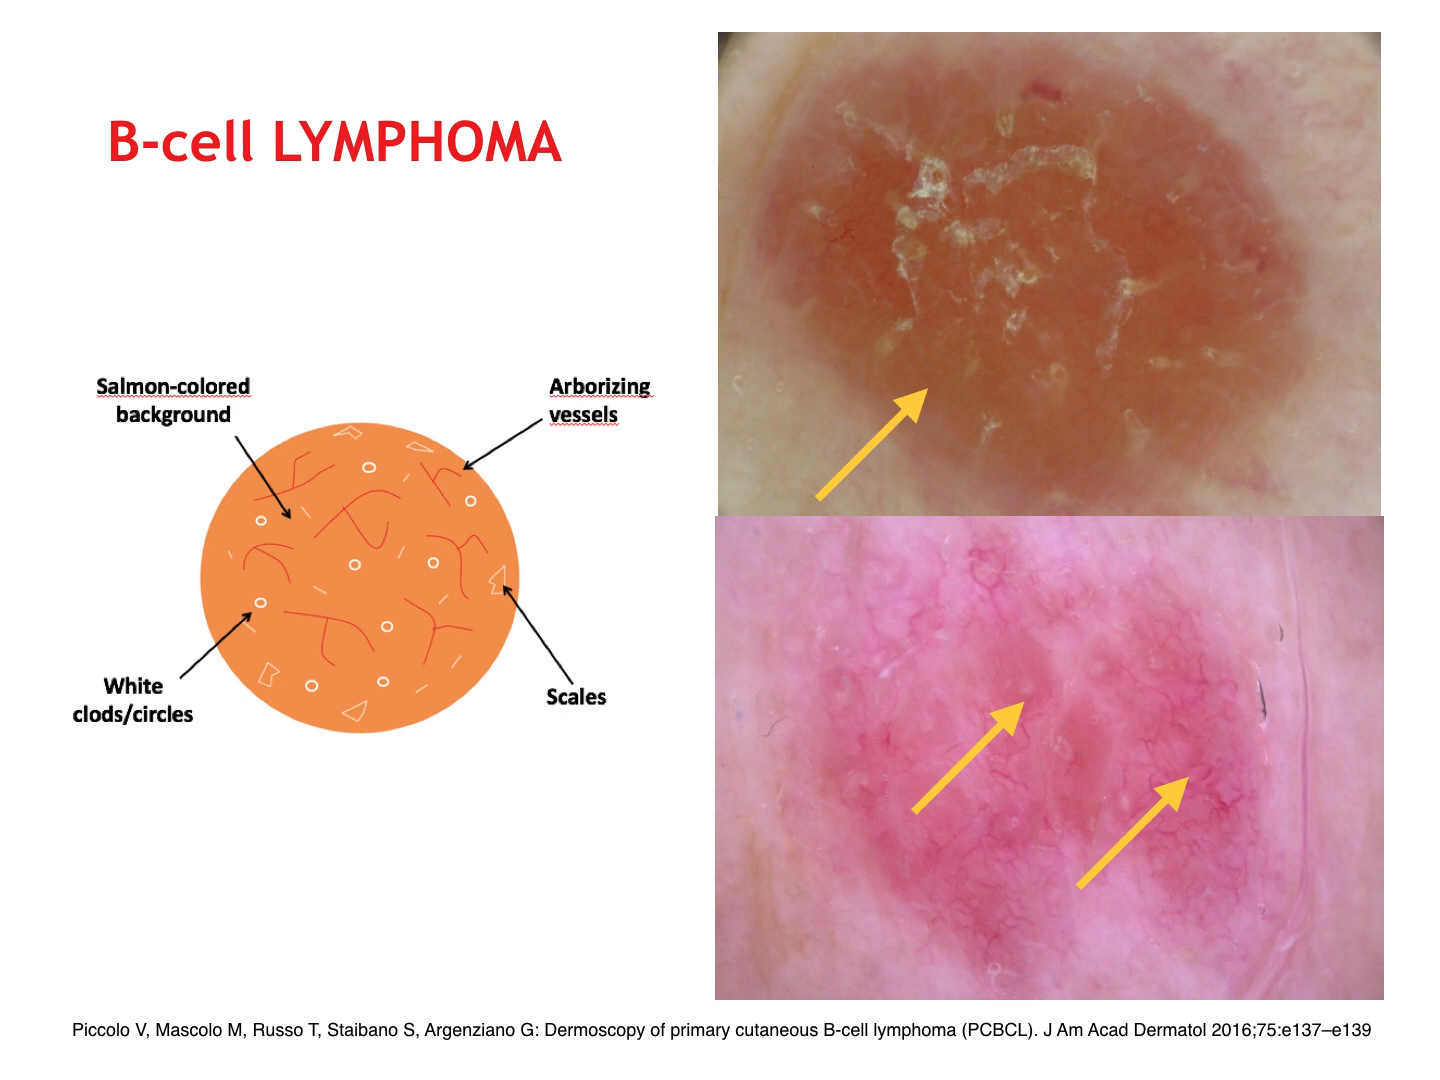 B-cell LYMPHOMA
Salmon-colored
background
Arborizing
vessels
White
clods/circles
Scales
Piccolo V, Mascolo M, Russo T, Staibano S, Argenziano G: Dermoscopy of primary cutaneous B-cell lymphoma (PCBCL). J Am Acad Dermatol 2016;75:e137–e139